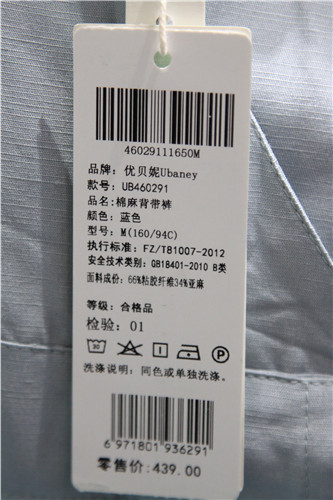 46029111650M
品牌: 优贝妮Ubaney
款号: UB460291
品名:棉麻背带裤
颜色: 蓝色
型号: M(160/94C)
执行标准: FZ/T81007-2012
安全技术类别: GB18401-2010 B类
面料成份: 66%粘胶纤维34%亚麻
等级: 合格品
检验: 01
30
P
洗涤说明: 同色或单独洗涤。
6 971801 936291
零售价:439.00